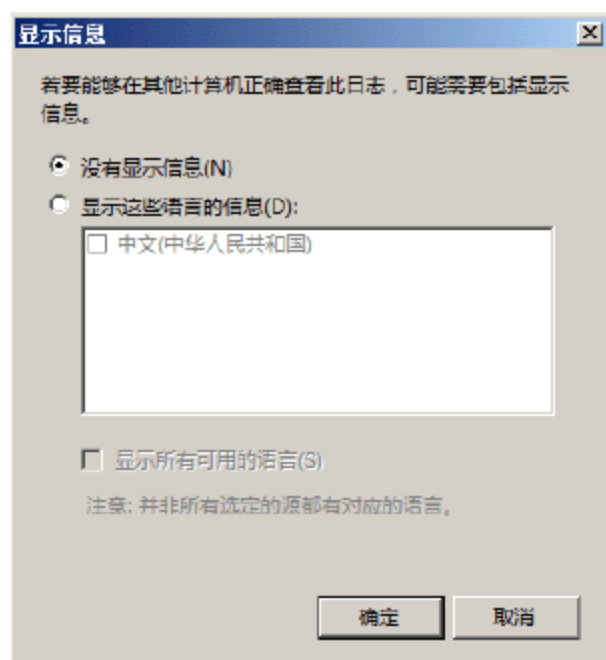 显示信息
若要能够在其他计算机正确查看此日志，可能需要包括显示
信息。
没有显示信息(N)
显示这些语言的信息(D):
中文(中华人民共和国)
显示所有可用的语言(S)
注意: 并非所有选定的源都有对应的语言。
确定
取消